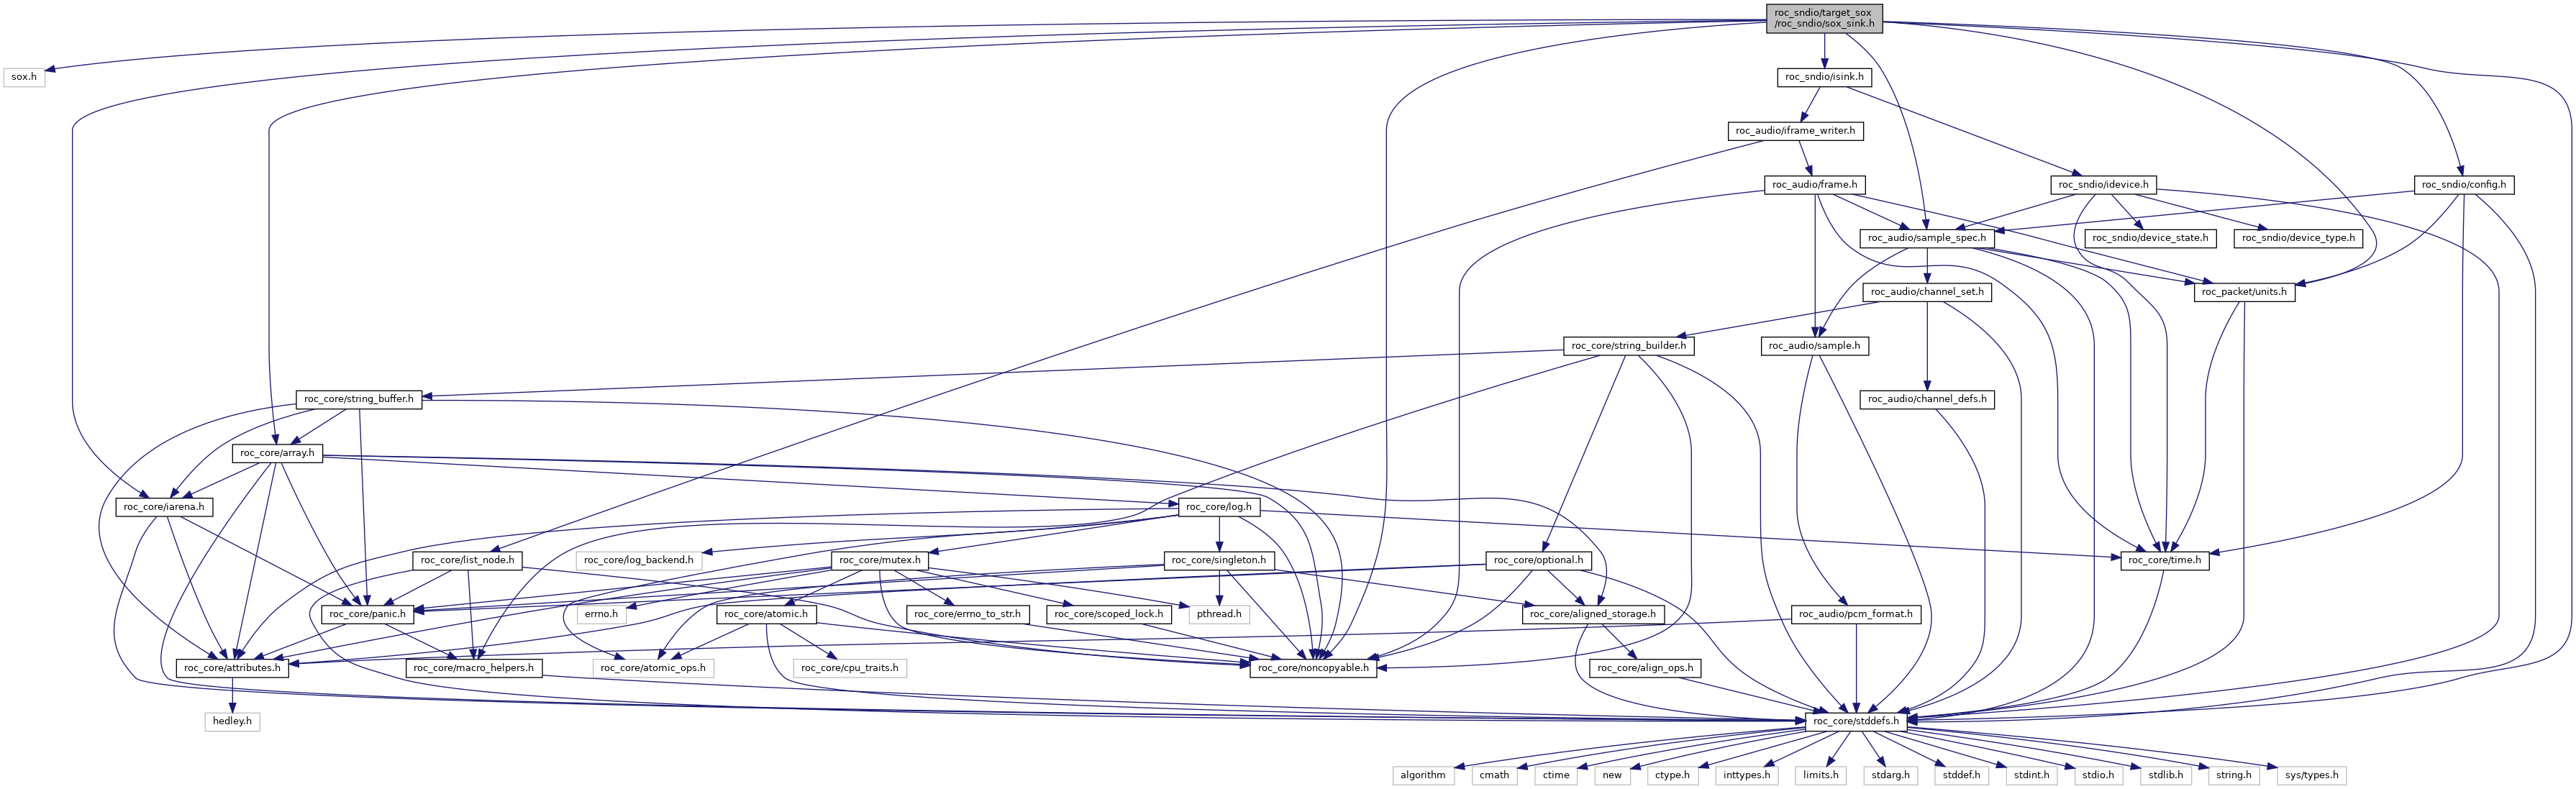 roc_sndio/target_sox
/roc_sndio/sox_sink.h
sox.h
roc_sndio/isink.h
roc_audio/iframe_writer.h
roc_audio/frame.h
roc_sndio/idevice.h
roc_sndio/config.h
roc_audio/sample_spec.h
roc_sndio/device_state.h
roc_sndio/device_type.h
roc_audio/channel_set.h
roc_packet/units.h
roc_core/string_builder.h
roc_audio/sample.h
roc_core/string_buffer.h
roc_audio/channel_defs.h
roc_core/array.h
roc_core/iarena.h
roc_core/log.h
roc_core/list_node.h
roc_core/log_backend.h
roc_core/mutex.h
roc_core/singleton.h
roc_core/optional.h
roc_core/time.h
roc_core/panic.h
errno.h
roc_core/atomic.h
roc_core/errno_to_str.h
roc_core/scoped_lock.h
pthread.h
roc_core/aligned_storage.h
roc_audio/pcm_format.h
roc_core/attributes.h
roc_core/macro_helpers.h
roc_core/atomic_ops.h
roc_core/cpu_traits.h
roc_core/noncopyable.h
roc_core/align_ops.h
hedley.h
roc_core/stddefs.h
algorithm
cmath
ctime
new
ctype.h
inttypes.h
limits.h
stdarg.h
stddef.h
stdint.h
stdio.h
stdlib.h
string.h
sys/types.h